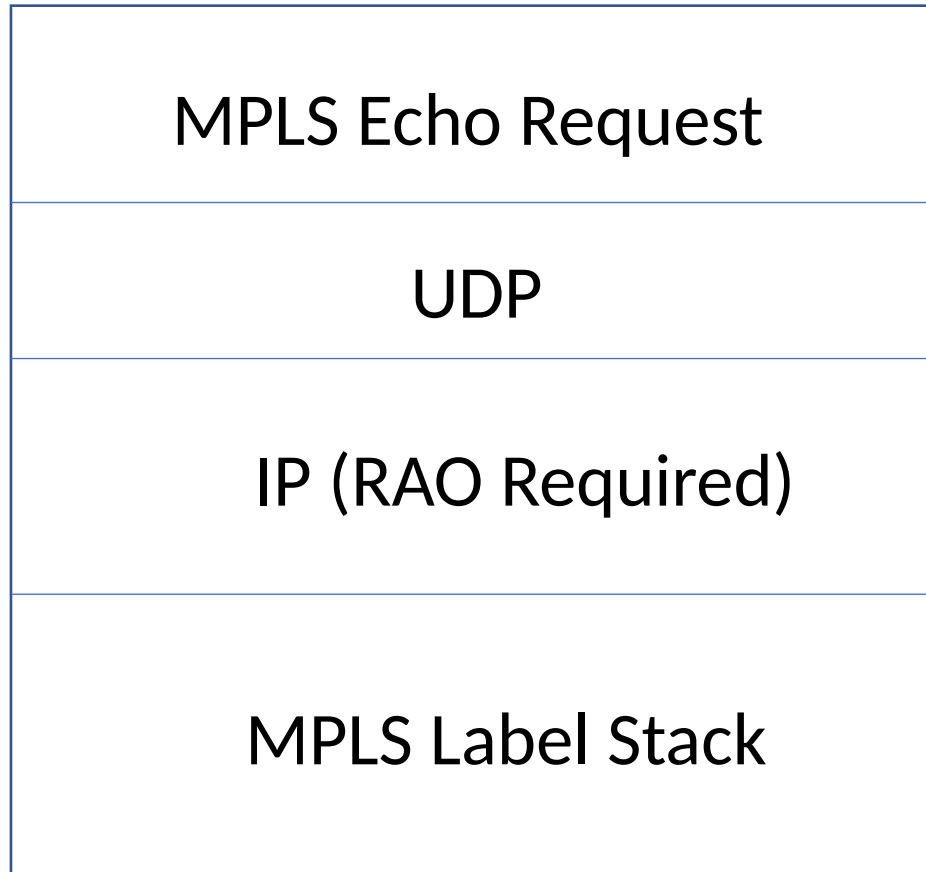 MPLS Echo Request
UDP
IP (RAO Required)
MPLS Label Stack